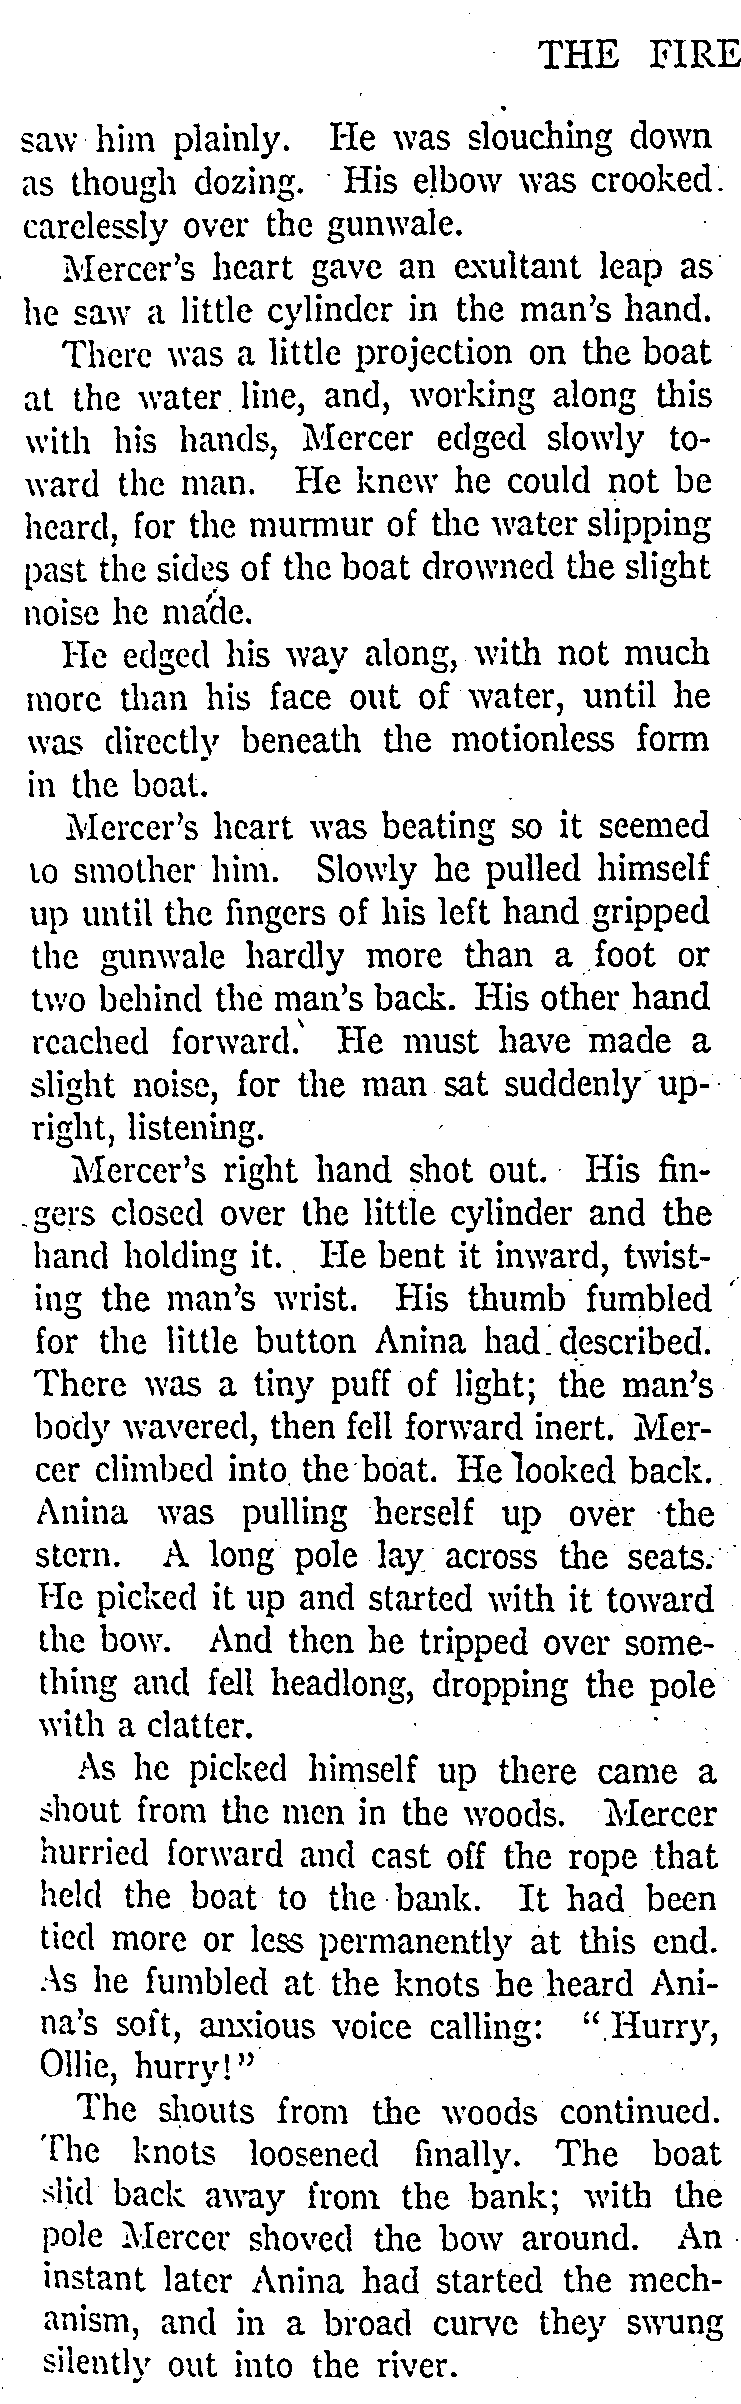 THE FIRE
saw him plainly. He was slouching down
as though dozing. His elbow was crooked
carelessly over the gunwale.
Mercer's heart gave an exultant leap as
he saw a little cylinder in the man's hand.
There was a little projection on the boat
at the water line, and, working along this
with his hands, Mercer edged slowly to-
ward the man. He knew he could not be
heard, for the murmur of the water slipping
past the sides of the boat drowned the slight
noise he made.
He edged his way along, with not much
more than his face out of water, until he
was directly beneath the motionless form
in the boat.
Mercer's heart was beating so it seemed
to smother him. Slowly he pulled himself
up until the fingers of his left hand gripped
the gunwale hardly more than a foot or
two behind the man's back. His other hand
reached forward. He must have made a
slight noise, for the man sat suddenly up-
right, listening.
Mercer's right hand shot out. His fin-
gers closed over the little cylinder and the
hand holding it. He bent it inward, twist-
ing the man's wrist. His thumb fumbled
for the little button Anina had described.
There was a tiny puff of light; the man's
body wavered, then fell forward inert. Mer-
cer climbed into the boat. He looked back.
Anina was pulling herself up over the
stern. A long pole lay across the seats.
He picked it up and started with it toward
the bow. And then he tripped over some-
thing and fell headlong, dropping the pole
with a clatter.
As he picked himself up there came a
shout from the men in the woods. Mercer
hurried forward and cast off the rope that
held the boat to the bank. It had been
tied more or less permanently at this end.
As he fumbled at the knots he heard Ani-
na's soft, anxious voice calling: "Hurry,
Ollie, hurry!"
The shouts from the woods continued.
The knots loosened finally. The boat
slid back away from the bank; with the
pole Mercer shoved the bow around. An
instant later Anina had started the mech-
anism, and in a broad curve they swung
silently out into the river.